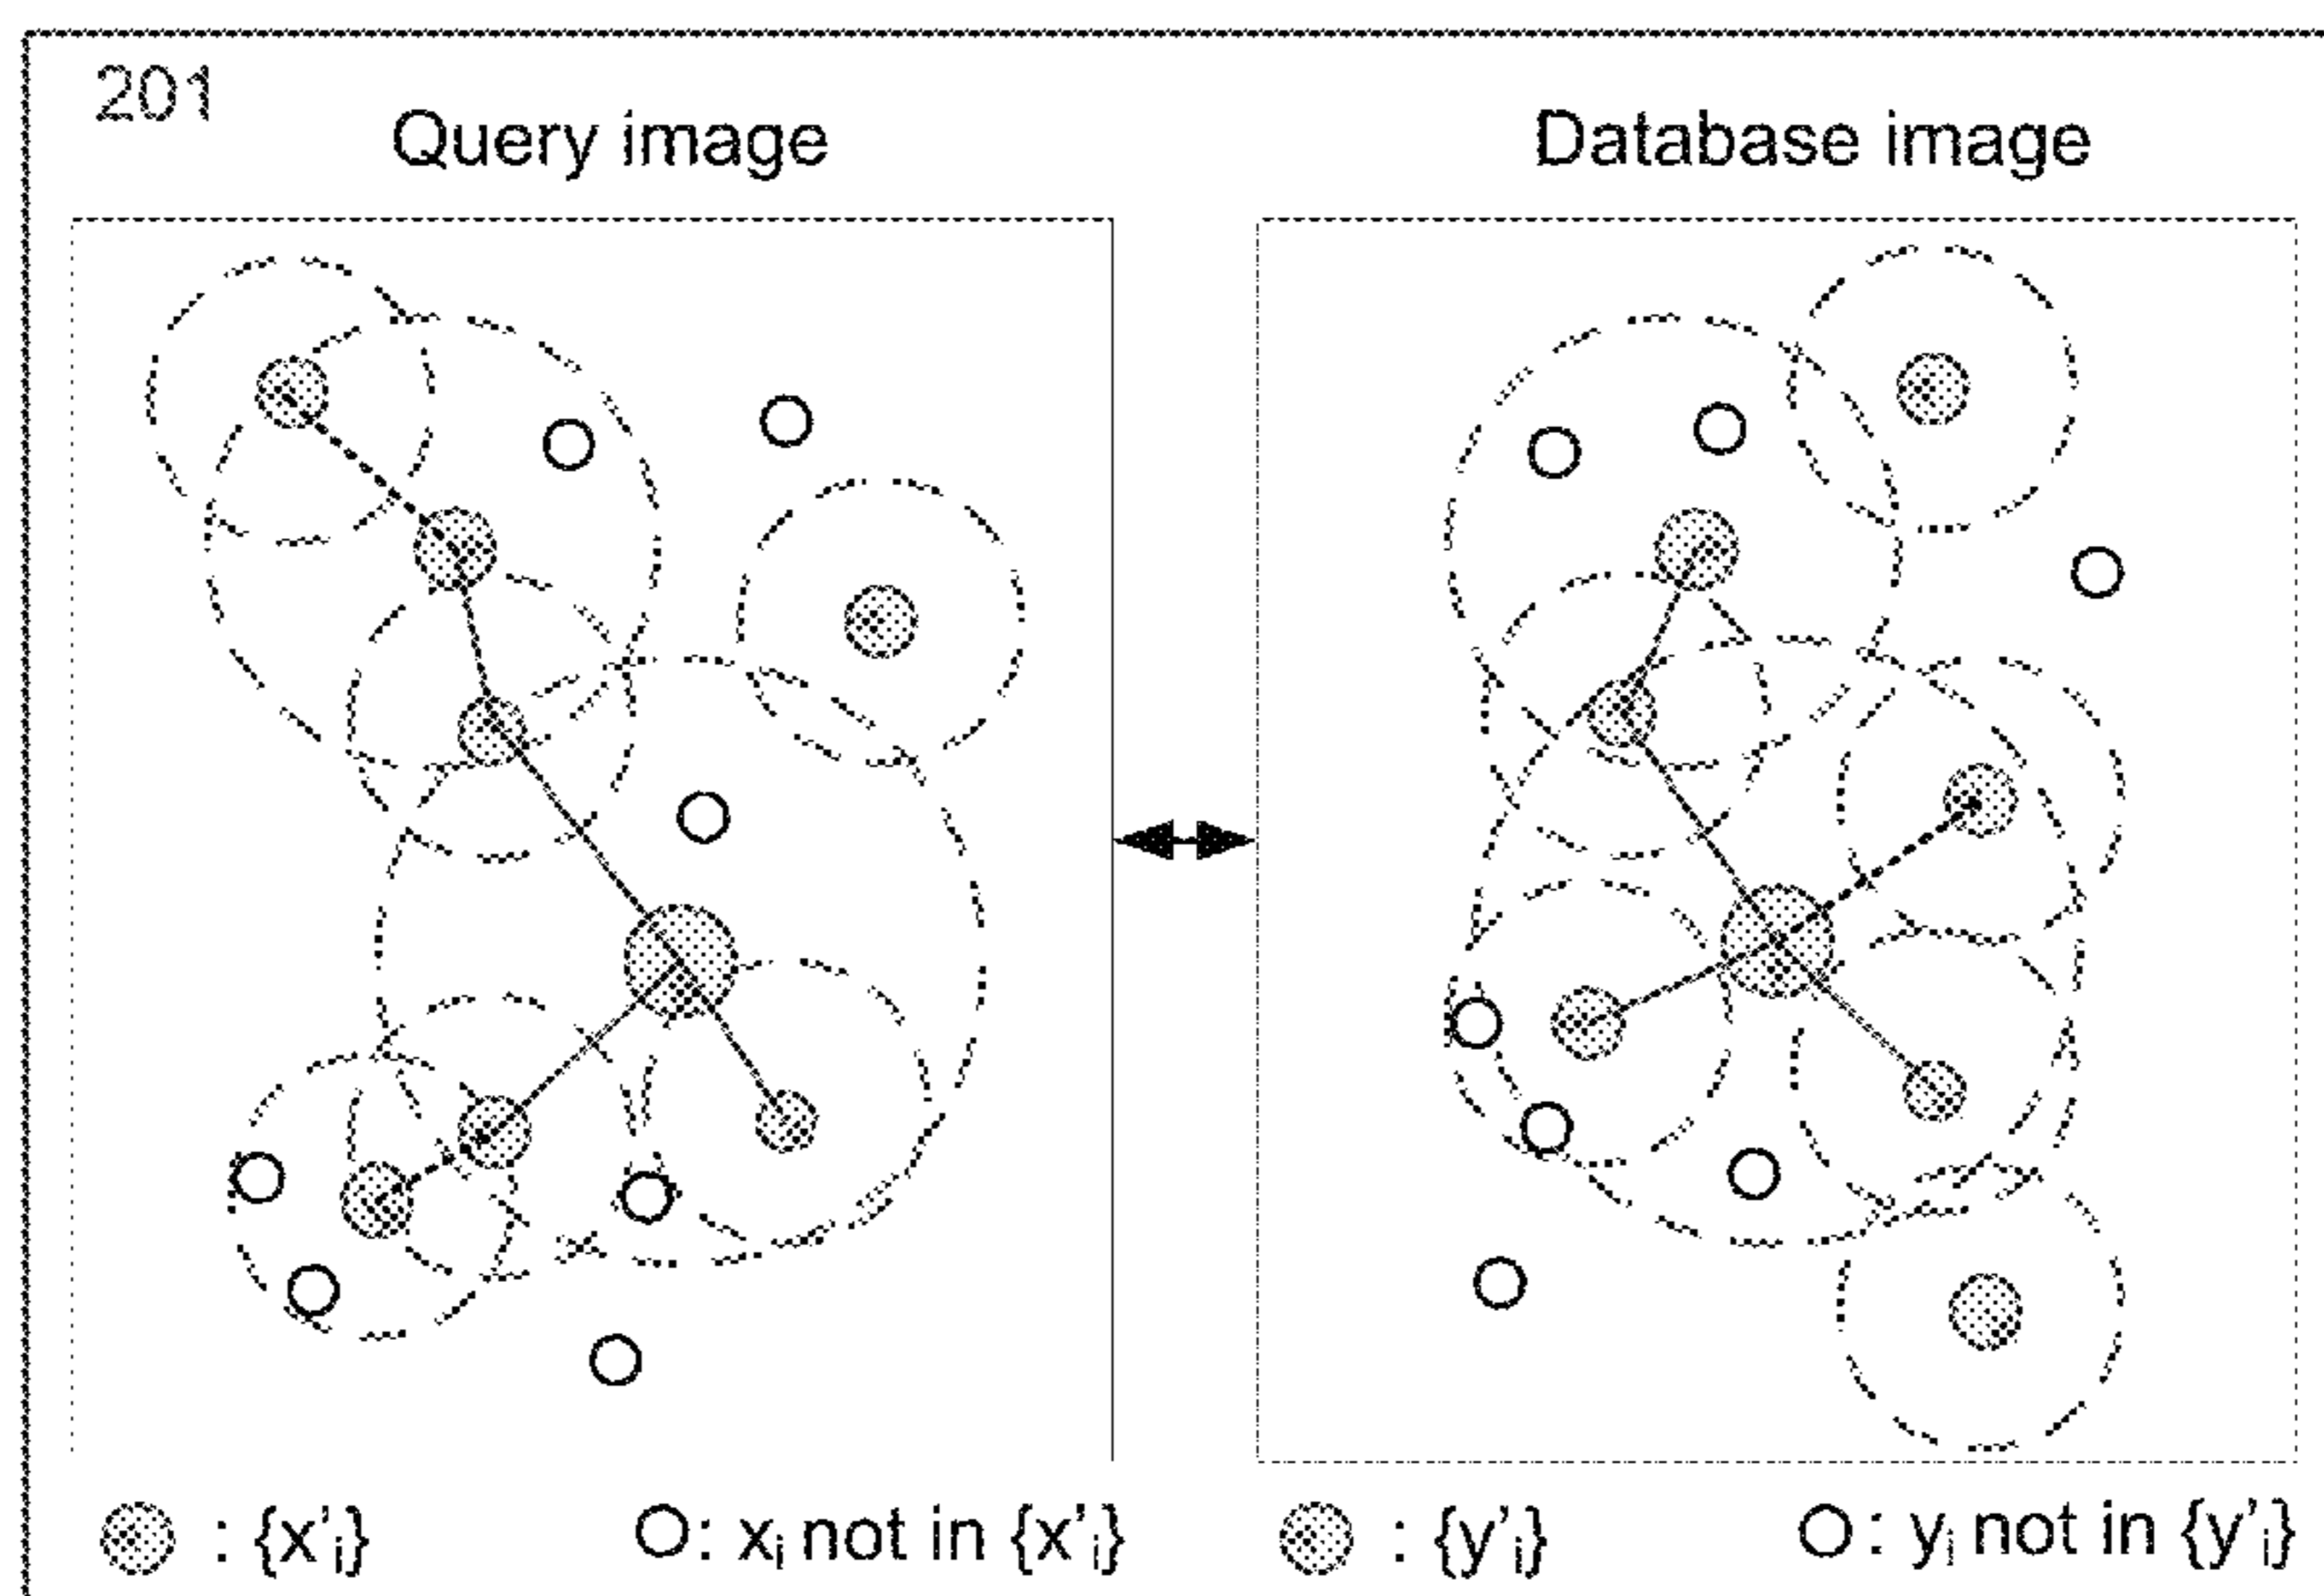 201
Query image
Database image
: {x'i}
: xi not in {x'i}
: {y'i}
: yi not in {y'i}